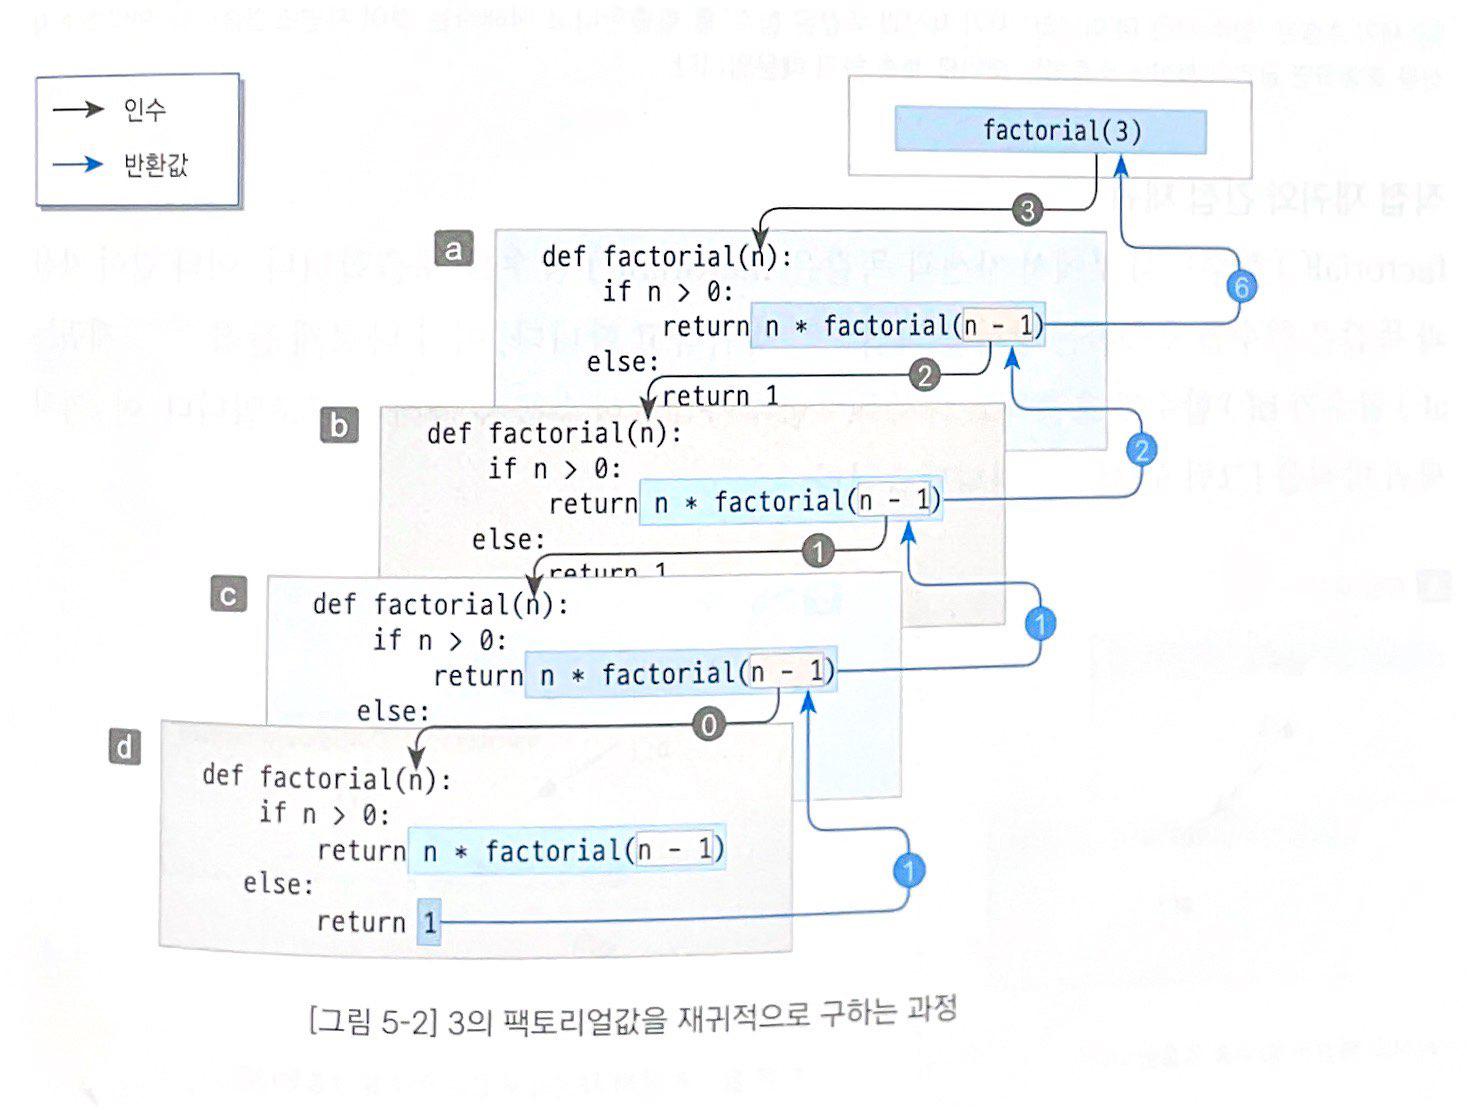 인수
반환값
factorial(3)
3
a
def factorial(n):
if n > 0:
return n * factorial(n - 1)
6
else:
2
return 1
b
def factorial(n):
if n > 0:
return n * factorial(n - 1)
2
else:
1
return 1
c
def factorial(n):
if n > 0:
return n * factorial(n - 1)
1
else:
0
d
def factorial(n):
if n > 0:
return n * factorial(n - 1)
else:
1
return 1
[그림 5-2] 3의 팩토리얼값을 재귀적으로 구하는 과정